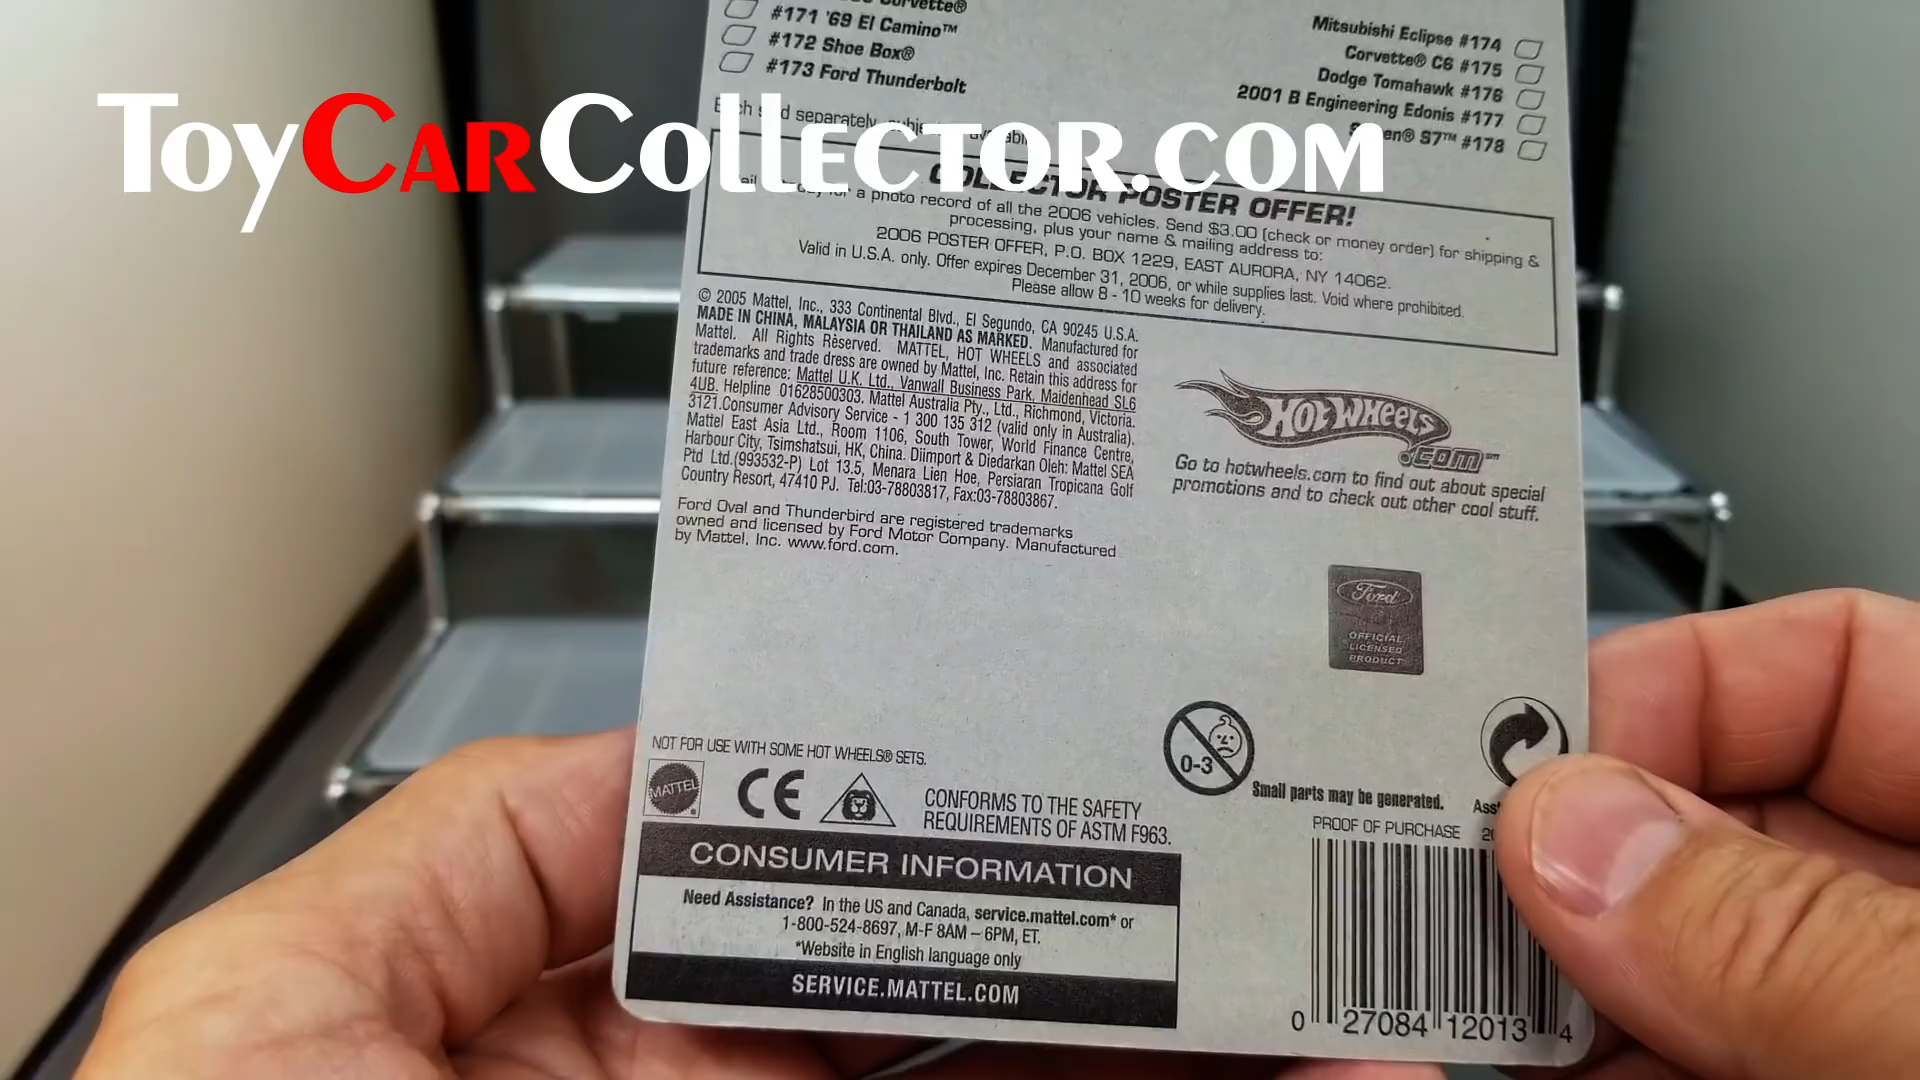 Corvette®
#171 '69 El Camino™
#172 Shoe Box®
#173 Ford Thunderbolt
Mitsubishi Eclipse #174
Corvette® C6 #175
Dodge Tomahawk #176
2001 B Engineering Edonis #177
S7™ #178
ToyCarCollector.com
separately
COLLECTOR POSTER OFFER!
for a photo record of all the 2006 vehicles. Send $3.00 (check or money order) for shipping &
processing, plus your name & mailing address to:
2006 POSTER OFFER, P.O. BOX 1229, EAST AURORA, NY 14062.
Valid in U.S.A. only. Offer expires December 31, 2006, or while supplies last. Void where prohibited.
Please allow 8 - 10 weeks for delivery.
© 2005 Mattel, Inc., 333 Continental Blvd., El Segundo, CA 90245 U.S.A.
MADE IN CHINA, MALAYSIA OR THAILAND AS MARKED. Manufactured for
Mattel. All Rights Reserved. MATTEL, HOT WHEELS and associated
trademarks and trade dress are owned by Mattel, Inc. Retain this address for
future reference: Mattel U.K. Ltd., Vanwall Business Park, Maidenhead SL6
4UB. Helpline 01628500303. Mattel Australia Pty., Ltd., Richmond, Victoria.
3121.Consumer Advisory Service - 1 300 135 312 (valid only in Australia).
Mattel East Asia Ltd., Room 1106, South Tower, World Finance Centre,
Harbour City, Tsimshatsui, HK, China. Diimport & Diedarkan Oleh: Mattel SEA
Ptd Ltd.(993532-P) Lot 13.5, Menara Lien Hoe, Persiaran Tropicana Golf
Country Resort, 47410 PJ. Tel:03-78803817, Fax:03-78803867.
Ford Oval and Thunderbird are registered trademarks
owned and licensed by Ford Motor Company. Manufactured
by Mattel, Inc. www.ford.com.
HOT WHEELS
.com℠
Go to hotwheels.com to find out about special
promotions and to check out other cool stuff.
Ford
OFFICIAL
LICENSED
PRODUCT
NOT FOR USE WITH SOME HOT WHEELS® SETS.
MATTEL
CE
CONFORMS TO THE SAFETY
REQUIREMENTS OF ASTM F963.
0-3
Small parts may be generated.
PROOF OF PURCHASE
CONSUMER INFORMATION
Need Assistance? In the US and Canada, service.mattel.com* or
1-800-524-8697, M-F 8AM – 6PM, ET.
*Website in English language only
SERVICE.MATTEL.COM
0 27084 12013 4